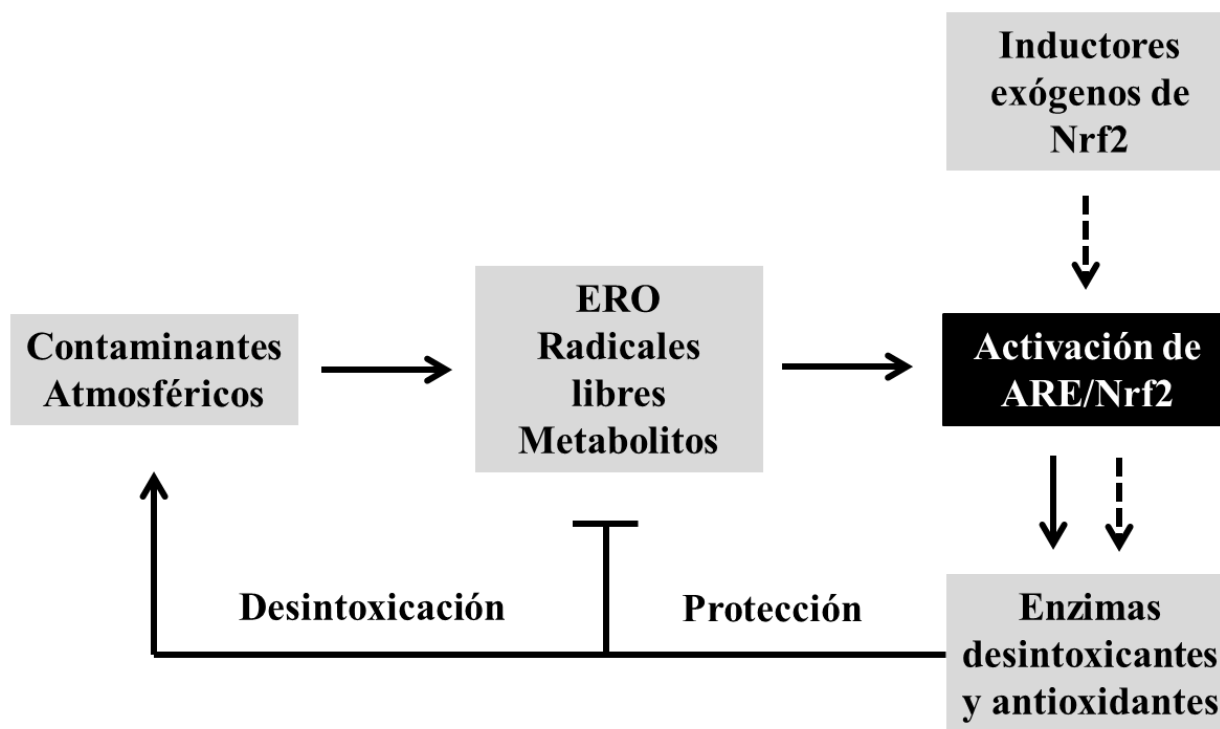 Inductores
exógenos de
Nrf2
Contaminantes
Atmosféricos
ERO
Radicales
libres
Metabolitos
Activación de
ARE/Nrf2
Desintoxicación
Protección
Enzimas
desintoxicantes
y antioxidantes